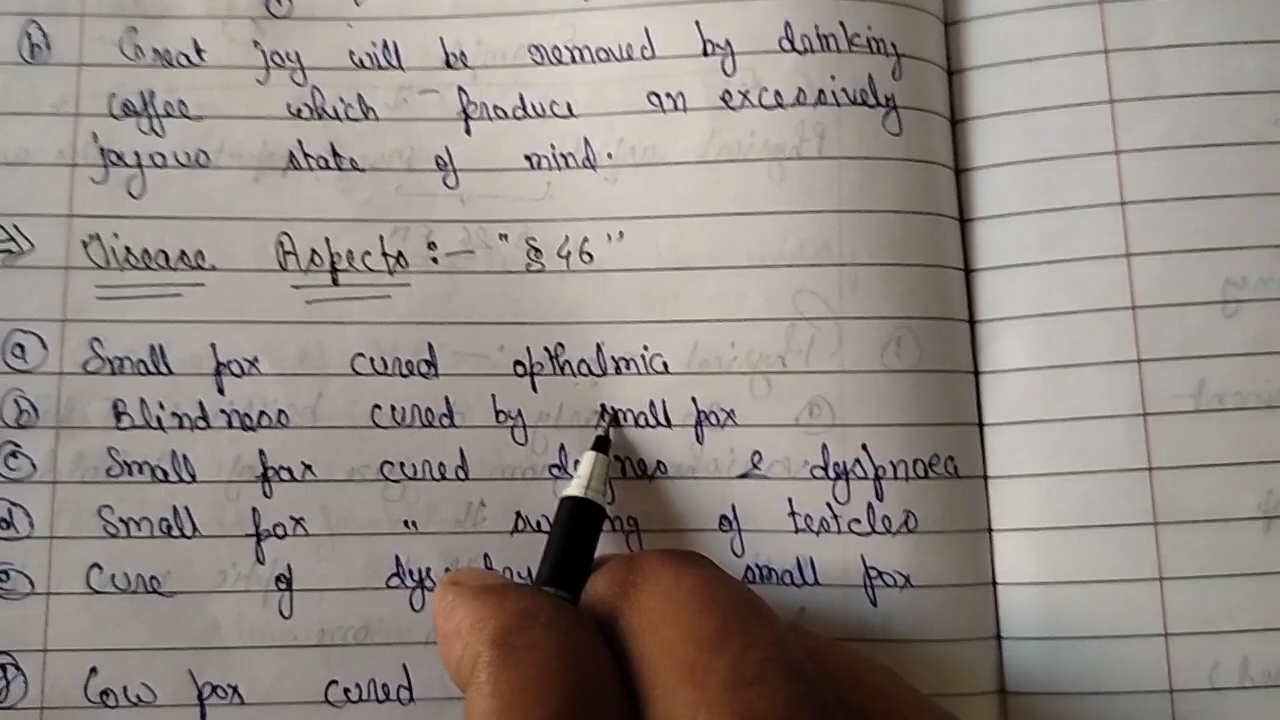 (h) Great joy will be removed by drinking
coffee which produce an excessively
joyous state of mind.
⇒ Disease Aspects :- "§ 46"
(a) Small pox cured opthalmia
(b) Blindness cured by small pox
(c) Small pox cured & dyspnoea
(d) Small pox " of testcles
(e) Cure of small pox
(f) Cow pox cured